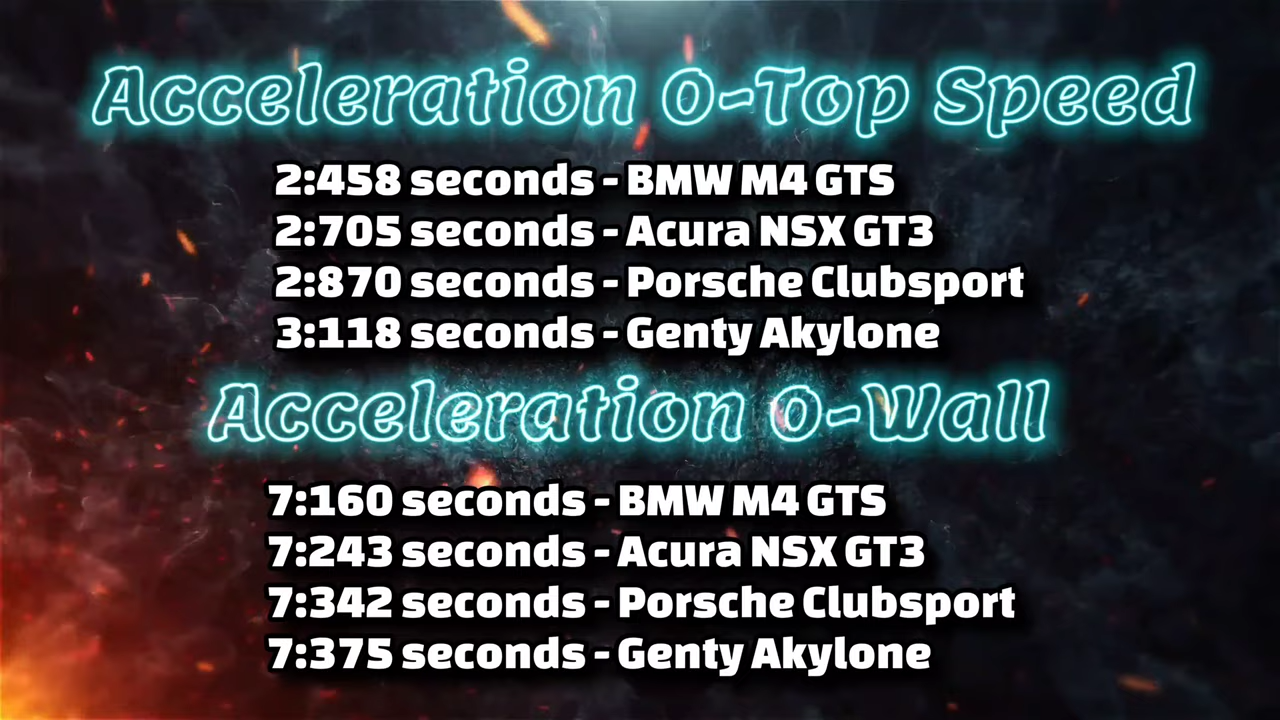 Acceleration 0-Top Speed
2:458 seconds - BMW M4 GTS
2:705 seconds - Acura NSX GT3
2:870 seconds - Porsche Clubsport
3:118 seconds - Genty Akylone
Acceleration 0-Wall
7:160 seconds - BMW M4 GTS
7:243 seconds - Acura NSX GT3
7:342 seconds - Porsche Clubsport
7:375 seconds - Genty Akylone